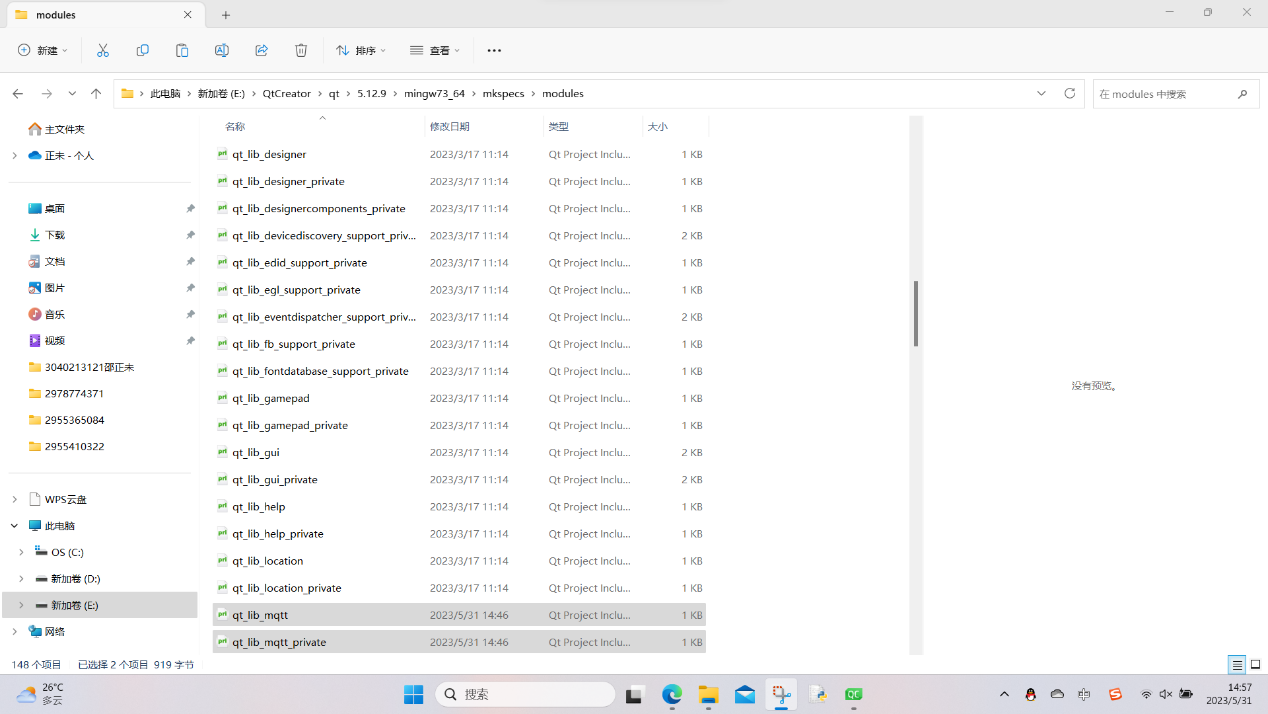 modules
新建
排序
查看
此电脑 › 新加卷 (E:) › QtCreator › qt › 5.12.9 › mingw73_64 › mkspecs › modules
在 modules 中搜索
主文件夹
正未 - 个人
桌面
下载
文档
图片
音乐
视频
3040213121邵正未
2978774371
2955365084
2955410322
WPS云盘
此电脑
OS (C:)
新加卷 (D:)
新加卷 (E:)
网络
名称 修改日期 类型 大小
qt_lib_designer 2023/3/17 11:14 Qt Project Inclu... 1 KB
qt_lib_designer_private 2023/3/17 11:14 Qt Project Inclu... 1 KB
qt_lib_designercomponents_private 2023/3/17 11:14 Qt Project Inclu... 1 KB
qt_lib_devicediscovery_support_priv... 2023/3/17 11:14 Qt Project Inclu... 2 KB
qt_lib_edid_support_private 2023/3/17 11:14 Qt Project Inclu... 1 KB
qt_lib_egl_support_private 2023/3/17 11:14 Qt Project Inclu... 1 KB
qt_lib_eventdispatcher_support_priv... 2023/3/17 11:14 Qt Project Inclu... 2 KB
qt_lib_fb_support_private 2023/3/17 11:14 Qt Project Inclu... 1 KB
qt_lib_fontdatabase_support_private 2023/3/17 11:14 Qt Project Inclu... 1 KB
qt_lib_gamepad 2023/3/17 11:14 Qt Project Inclu... 1 KB
qt_lib_gamepad_private 2023/3/17 11:14 Qt Project Inclu... 1 KB
qt_lib_gui 2023/3/17 11:14 Qt Project Inclu... 2 KB
qt_lib_gui_private 2023/3/17 11:14 Qt Project Inclu... 2 KB
qt_lib_help 2023/3/17 11:14 Qt Project Inclu... 1 KB
qt_lib_help_private 2023/3/17 11:14 Qt Project Inclu... 1 KB
qt_lib_location 2023/3/17 11:14 Qt Project Inclu... 1 KB
qt_lib_location_private 2023/3/17 11:14 Qt Project Inclu... 1 KB
qt_lib_mqtt 2023/5/31 14:46 Qt Project Inclu... 1 KB
qt_lib_mqtt_private 2023/5/31 14:46 Qt Project Inclu... 1 KB
没有预览。
148 个项目 已选择 2 个项目 919 字节
26°C
多云
搜索
QC
中
14:57
2023/5/31